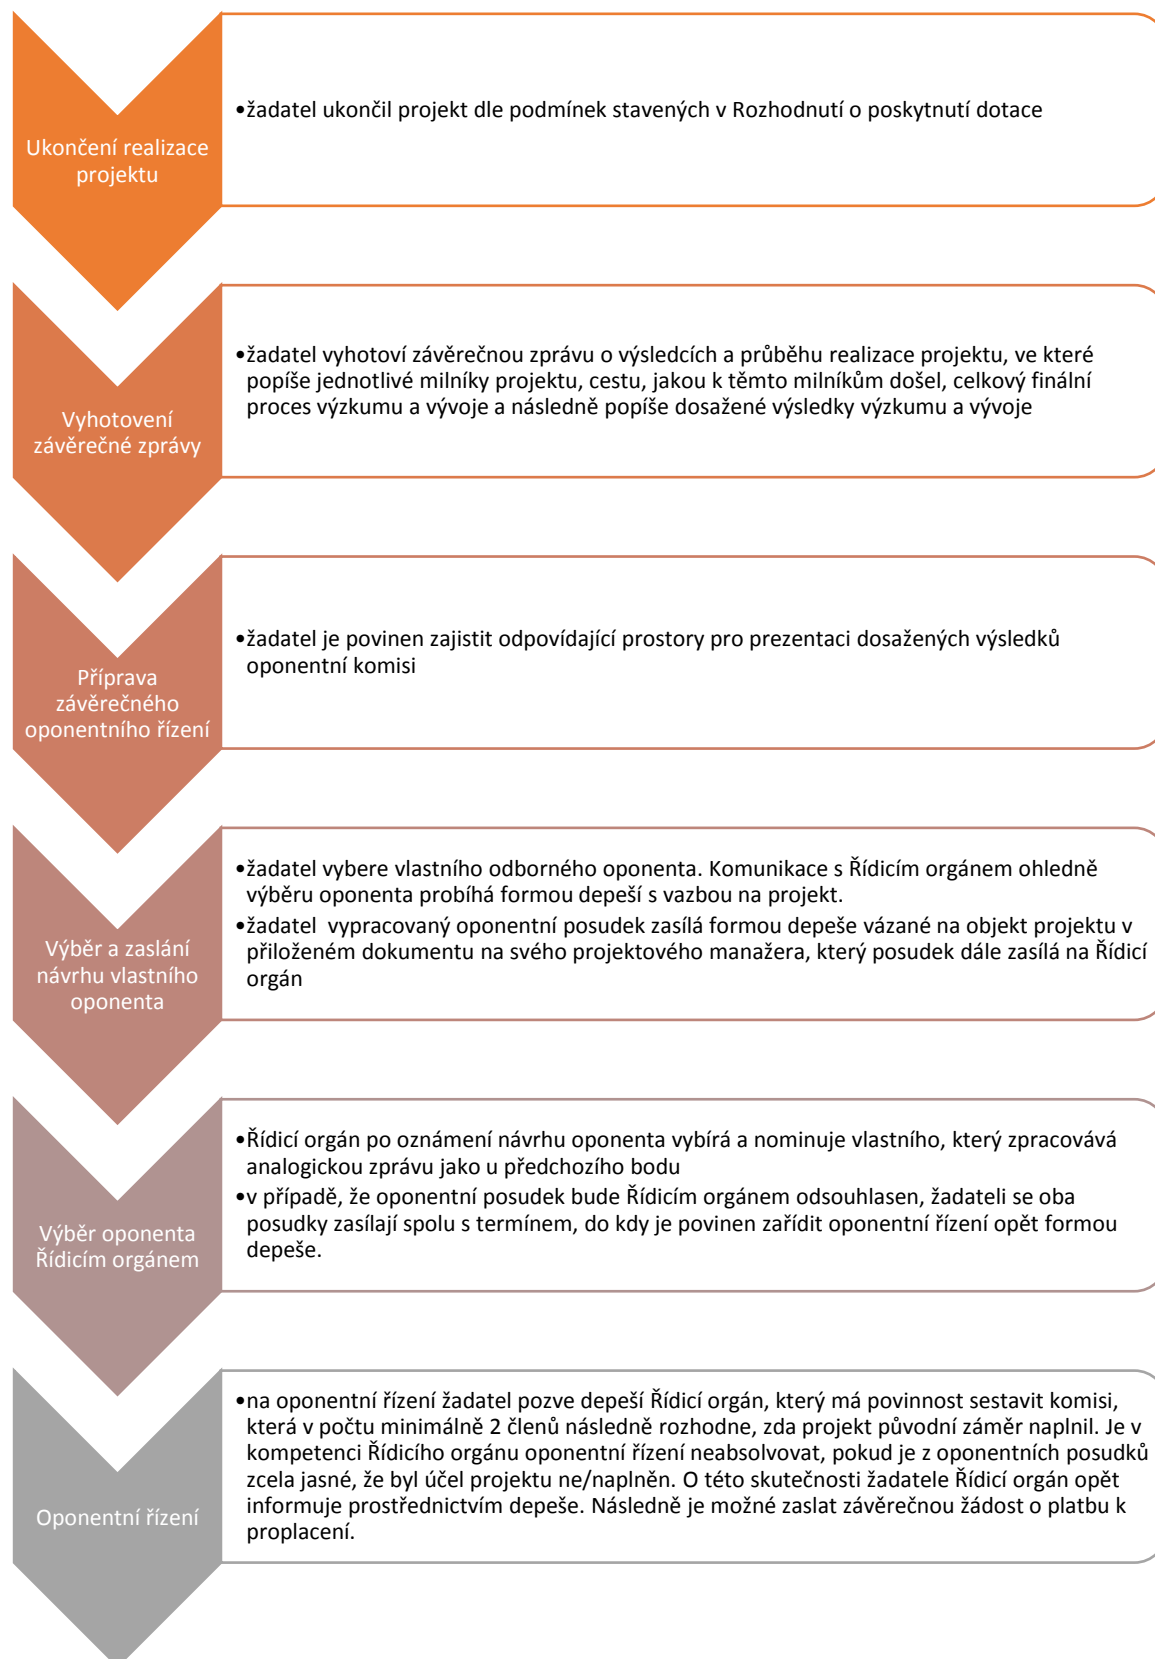 Ukončení realizace
projektu
•žadatel ukončil projekt dle podmínek stavených v Rozhodnutí o poskytnutí dotace
Vyhotovení
závěrečné zprávy
•žadatel vyhotoví závěrečnou zprávu o výsledcích a průběhu realizace projektu, ve které
popíše jednotlivé milníky projektu, cestu, jakou k těmto milníkům došel, celkový finální
proces výzkumu a vývoje a následně popíše dosažené výsledky výzkumu a vývoje
Příprava
závěrečného
oponentního řízení
•žadatel je povinen zajistit odpovídající prostory pro prezentaci dosažených výsledků
oponentní komisi
Výběr a zaslání
návrhu vlastního
oponenta
•žadatel vybere vlastního odborného oponenta. Komunikace s Řídicím orgánem ohledně
výběru oponenta probíhá formou depeší s vazbou na projekt.
•žadatel  vypracovaný oponentní posudek zasílá formou depeše vázané na objekt projektu v
přiloženém dokumentu na svého projektového manažera, který posudek dále zasílá na Řídicí
orgán
Výběr oponenta
Řídicím orgánem
•Řídicí orgán po oznámení návrhu oponenta vybírá a nominuje vlastního, který zpracovává
analogickou zprávu jako u předchozího bodu
•v případě, že oponentní posudek bude Řídicím orgánem odsouhlasen, žadateli se oba
posudky zasílají spolu s termínem, do kdy je povinen zařídit oponentní řízení opět formou
depeše.
Oponentní řízení
•na oponentní řízení žadatel pozve depeší Řídicí orgán, který má povinnost sestavit komisi,
která v počtu minimálně 2 členů následně rozhodne, zda projekt původní záměr naplnil. Je v
kompetenci Řídicího orgánu oponentní řízení neabsolvovat, pokud je z oponentních posudků
zcela jasné, že byl účel projektu ne/naplněn. O této skutečnosti žadatele Řídicí orgán opět
informuje prostřednictvím depeše. Následně je možné zaslat závěrečnou žádost o platbu k
proplacení.